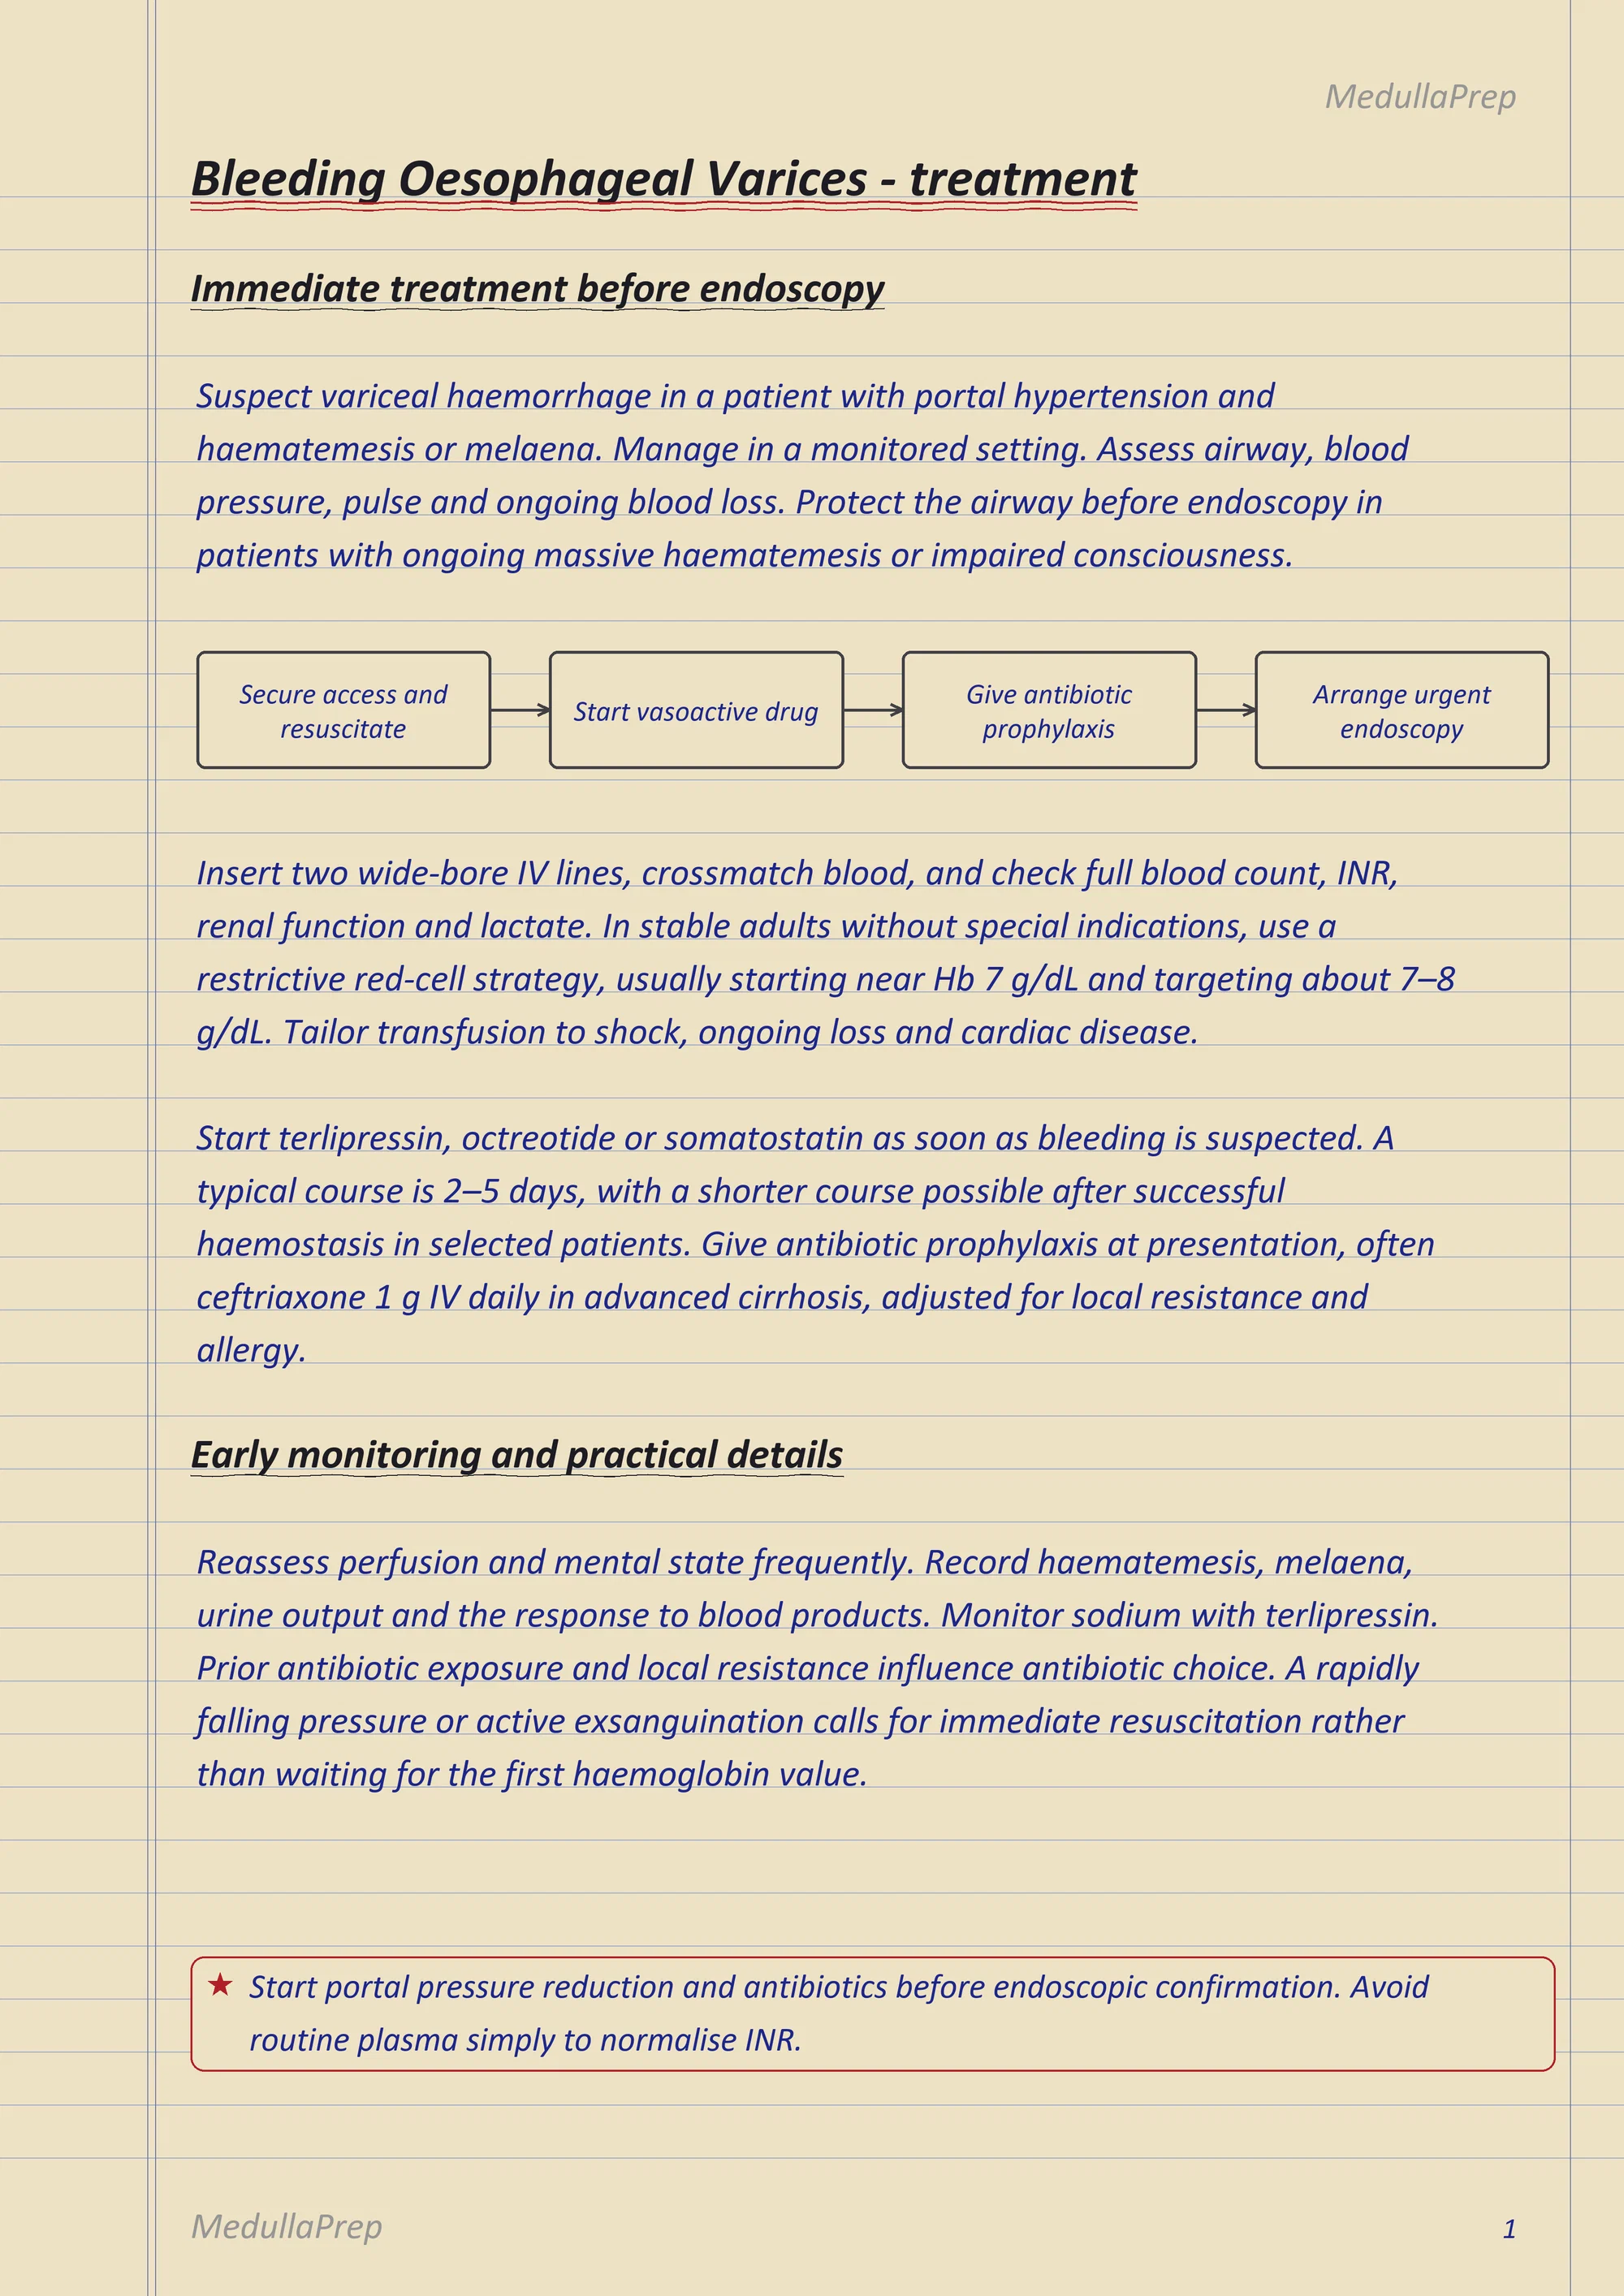 MedullaPrep
Bleeding Oesophageal Varices - treatment
Immediate treatment before endoscopy
Suspect variceal haemorrhage in a patient with portal hypertension and
haematemesis or melaena. Manage in a monitored setting. Assess airway, blood
pressure, pulse and ongoing blood loss. Protect the airway before endoscopy in
patients with ongoing massive haematemesis or impaired consciousness.
Secure access and
resuscitate
Start vasoactive drug
Give antibiotic
prophylaxis
Arrange urgent
endoscopy
Insert two wide-bore IV lines, crossmatch blood, and check full blood count, INR,
renal function and lactate. In stable adults without special indications, use a
restrictive red-cell strategy, usually starting near Hb 7 g/dL and targeting about 7–8
g/dL. Tailor transfusion to shock, ongoing loss and cardiac disease.
Start terlipressin, octreotide or somatostatin as soon as bleeding is suspected. A
typical course is 2–5 days, with a shorter course possible after successful
haemostasis in selected patients. Give antibiotic prophylaxis at presentation, often
ceftriaxone 1 g IV daily in advanced cirrhosis, adjusted for local resistance and
allergy.
Early monitoring and practical details
Reassess perfusion and mental state frequently. Record haematemesis, melaena,
urine output and the response to blood products. Monitor sodium with terlipressin.
Prior antibiotic exposure and local resistance influence antibiotic choice. A rapidly
falling pressure or active exsanguination calls for immediate resuscitation rather
than waiting for the first haemoglobin value.
★ Start portal pressure reduction and antibiotics before endoscopic confirmation. Avoid
routine plasma simply to normalise INR.
MedullaPrep
1